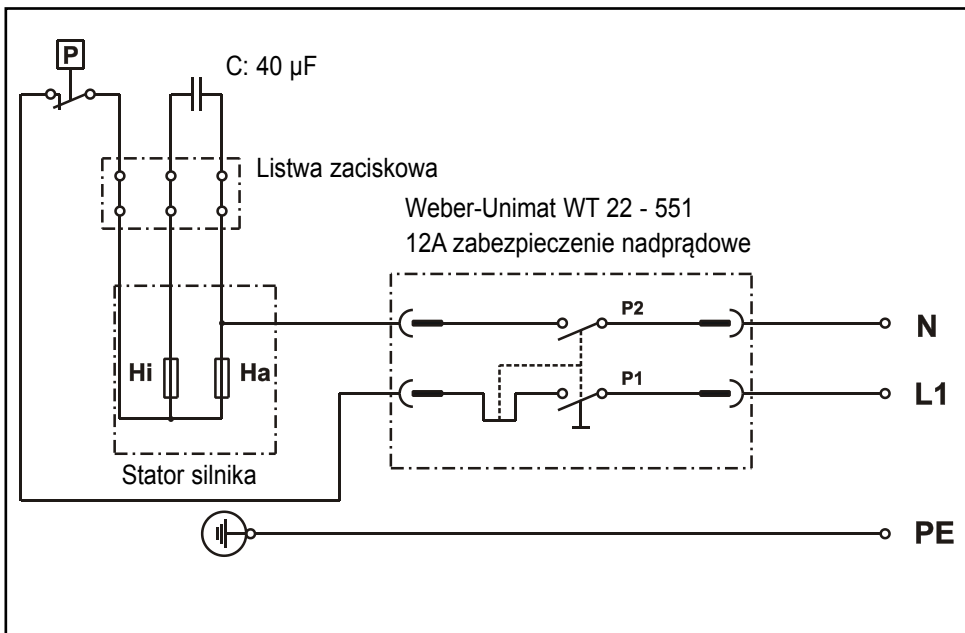 P
C: 40 µF
Listwa zaciskowa
Weber-Unimat WT 22 - 551
12A zabezpieczenie nadprądowe
P2
N
Hi
Ha
P1
L1
Stator silnika
PE